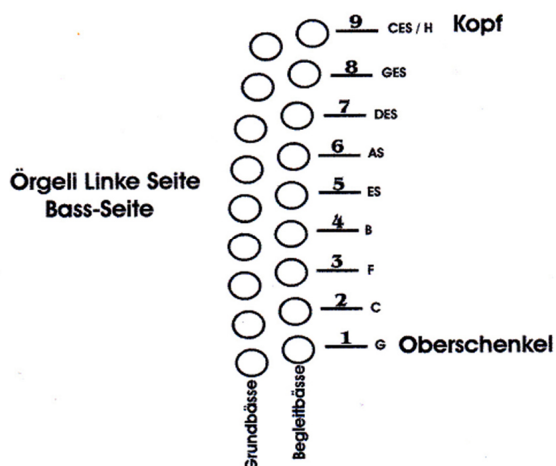 9 CES / H Kopf
8 GES
7 DES
6 AS
Örgeli Linke Seite
5 ES
Bass-Seite
4 B
3 F
2 C
1 G Oberschenkel
Grundbässe
Begleitbässe